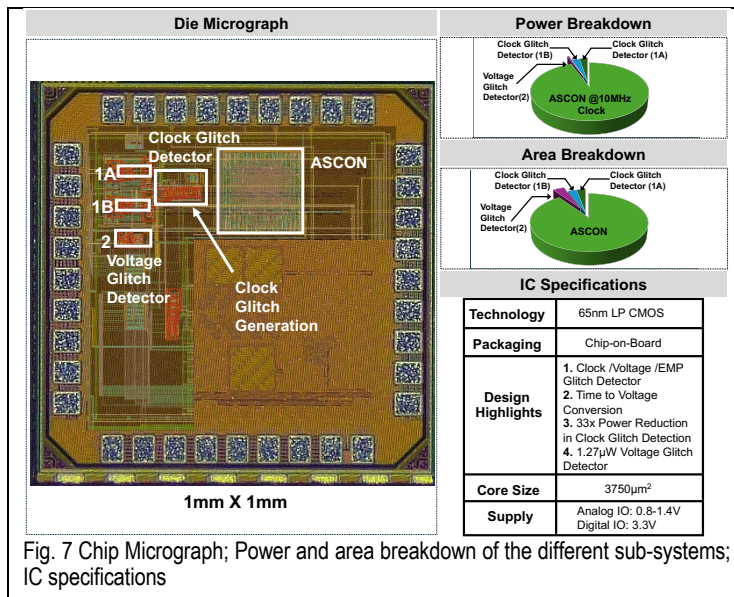 Die Micrograph
Clock Glitch
Detector
ASCON
1A
1B
2
Voltage
Glitch
Detector
Clock
Glitch
Generation
1mm X 1mm
Power Breakdown
Clock Glitch
Detector (1B)
Clock Glitch
Detector (1A)
Voltage
Glitch
Detector(2)
ASCON @10MHz
Clock
Area Breakdown
Clock Glitch
Detector (1B)
Clock Glitch
Detector (1A)
Voltage
Glitch
Detector(2)
ASCON
IC Specifications
Technology
65nm LP CMOS
Packaging
Chip-on-Board
Design
Highlights
1. Clock /Voltage /EMP
Glitch Detector
2. Time to Voltage
Conversion
3. 33x Power Reduction
in Clock Glitch Detection
4. 1.27µW Voltage Glitch
Detector
Core Size
3750µm²
Supply
Analog IO: 0.8-1.4V
Digital IO: 3.3V
Fig. 7 Chip Micrograph; Power and area breakdown of the different sub-systems;
IC specifications